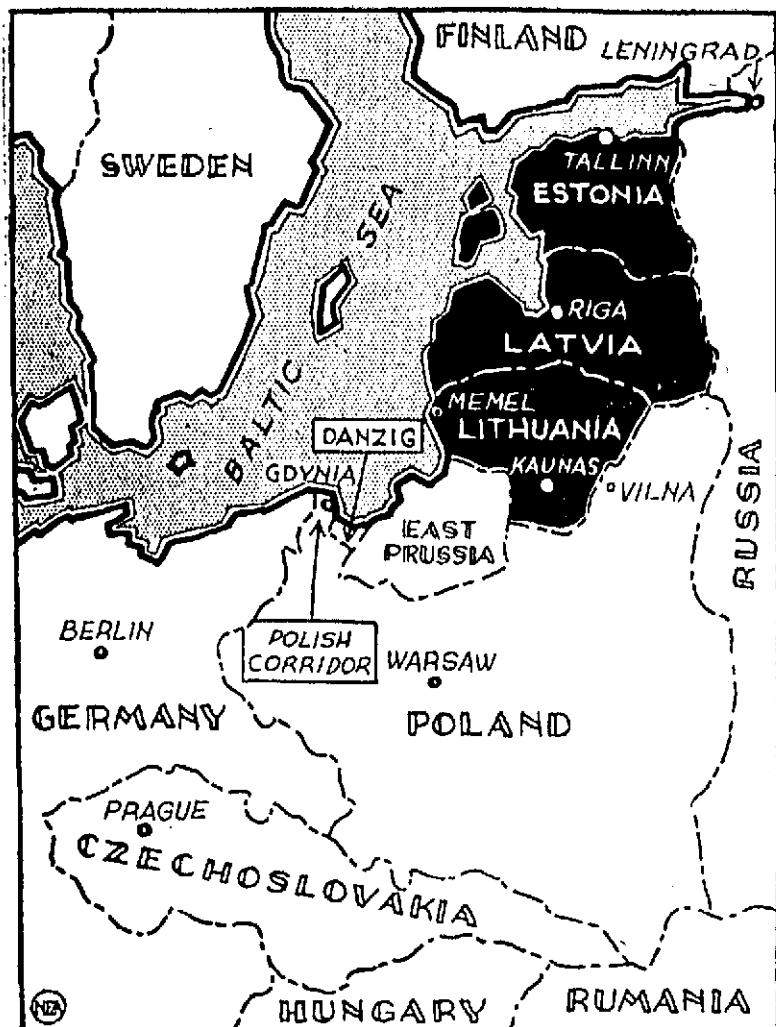 FINLAND
LENINGRAD
SWEDEN
TALLINN
ESTONIA
BALTIC SEA
RIGA
LATVIA
MEMEL
LITHUANIA
DANZIG
GDYNIA
KAUNAS
VILNA
EAST
PRUSSIA
RUSSIA
BERLIN
POLISH
CORRIDOR
WARSAW
GERMANY
POLAND
PRAGUE
CZECHOSLOVAKIA
NEA
HUNGARY
RUMANIA